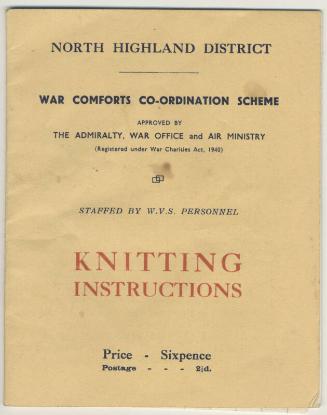 NORTH HIGHLAND DISTRICT
WAR COMFORTS CO-ORDINATION SCHEME
APPROVED BY
THE ADMIRALTY, WAR OFFICE and AIR MINISTRY
(Registered under War Charities Act, 1940)
STAFFED BY W.V.S. PERSONNEL
KNITTING
INSTRUCTIONS
Price - Sixpence
Postage - - - 2½d.